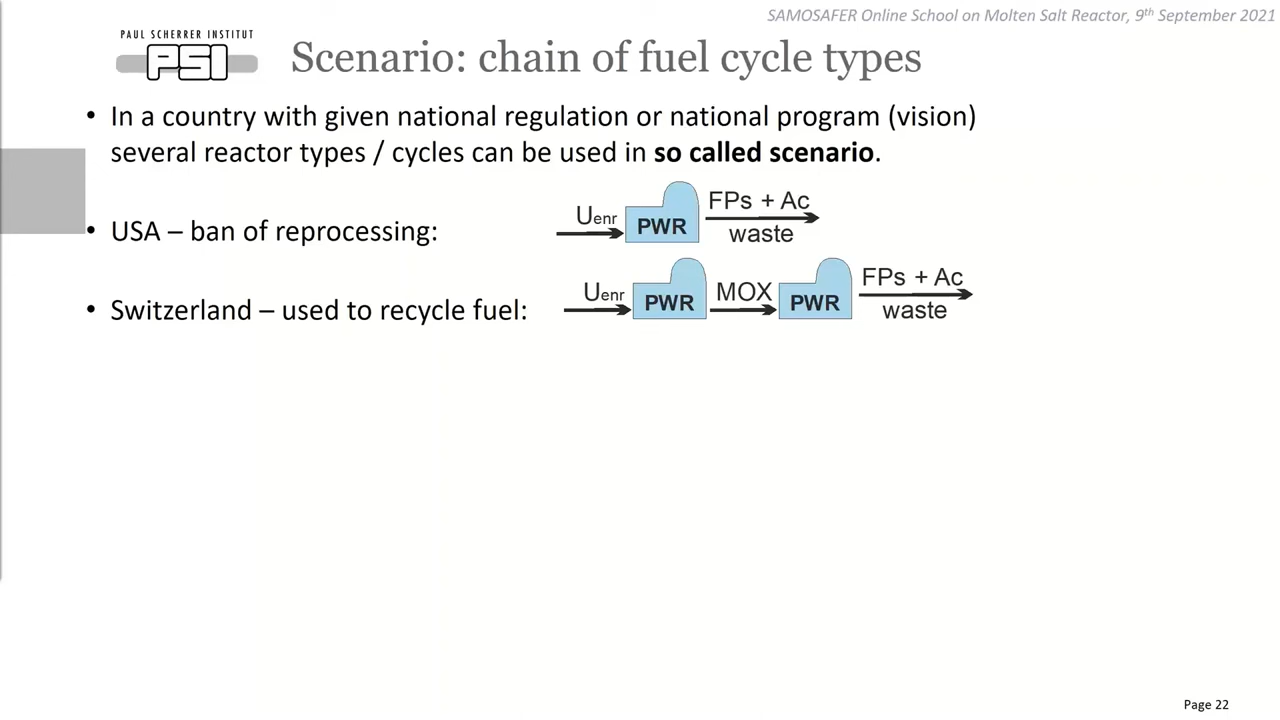 SAMOSAFER Online School on Molten Salt Reactor, 9th September 2021
PAUL SCHERRER INSTITUT
PSI
Scenario: chain of fuel cycle types
• In a country with given national regulation or national program (vision)
several reactor types / cycles can be used in so called scenario.
• USA – ban of reprocessing:
Uenr PWR FPs + Ac
waste
• Switzerland – used to recycle fuel:
Uenr PWR MOX PWR FPs + Ac
waste
Page 22